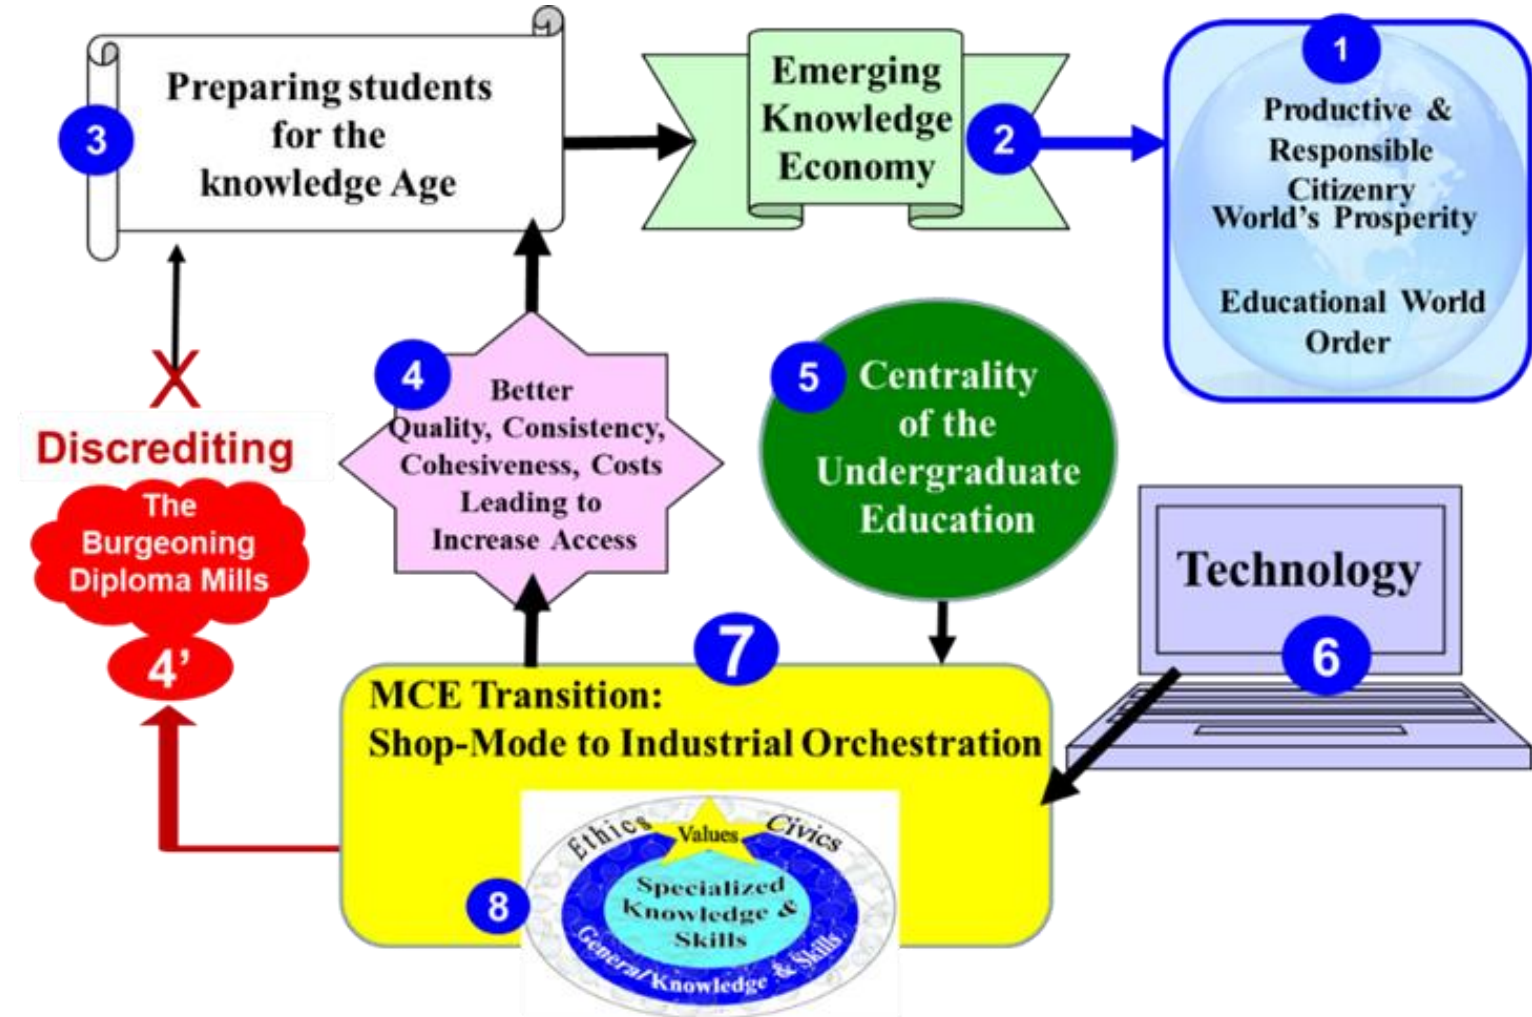 3
Preparing students
for the
knowledge Age
Emerging
Knowledge
Economy
2
1
Productive &
Responsible
Citizenry
World's Prosperity
Educational World
Order
4
Better
Quality, Consistency,
Cohesiveness, Costs
Leading to
Increase Access
5
Centrality
of the
Undergraduate
Education
X
Discrediting
The
Burgeoning
Diploma Mills
4’
Technology
6
7
MCE Transition:
Shop-Mode to Industrial Orchestration
8
Ethics
Values
Civics
Specialized
Knowledge &
Skills
General Knowledge & Skills